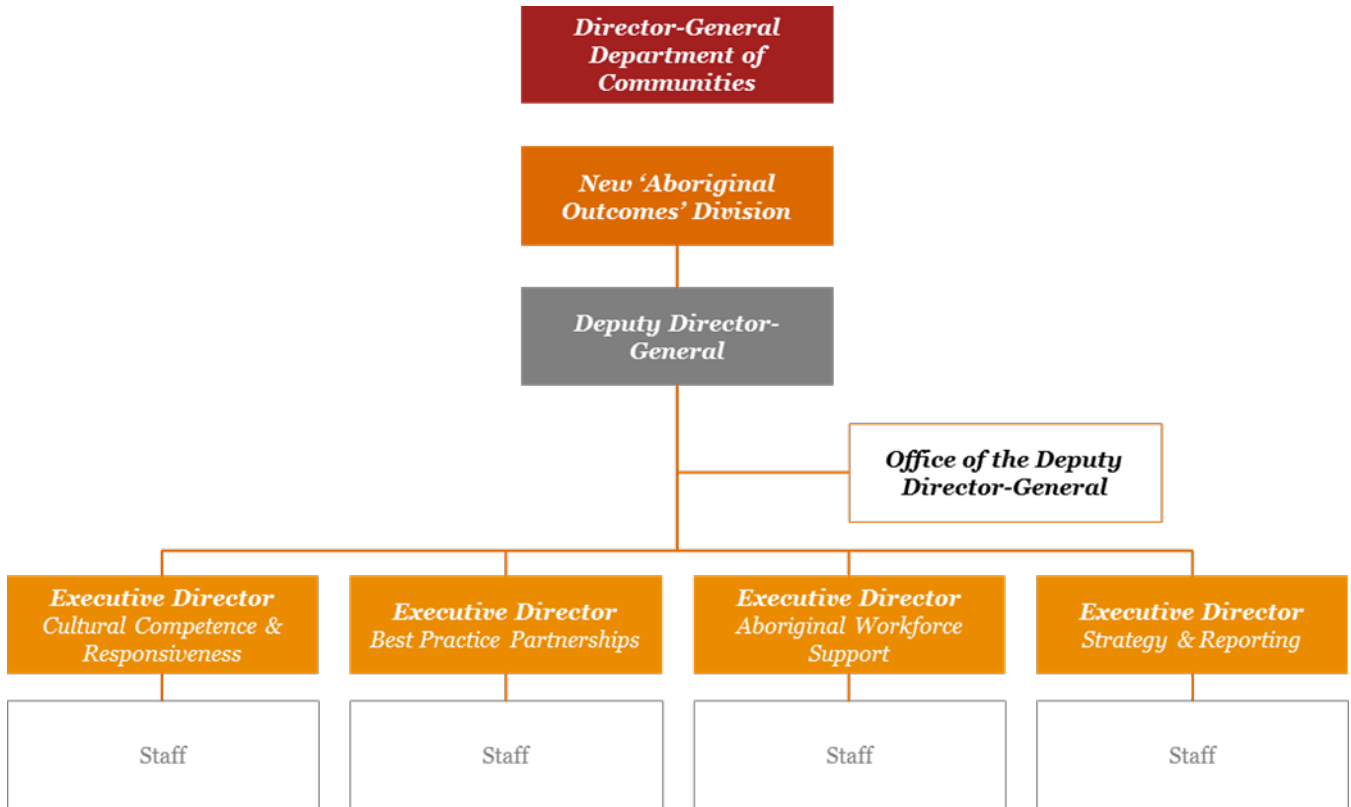 Director-General
Department of
Communities
New ‘Aboriginal
Outcomes’ Division
Deputy Director-
General
Office of the Deputy
Director-General
Executive Director
Cultural Competence &
Responsiveness
Executive Director
Best Practice Partnerships
Executive Director
Aboriginal Workforce
Support
Executive Director
Strategy & Reporting
Staff
Staff
Staff
Staff